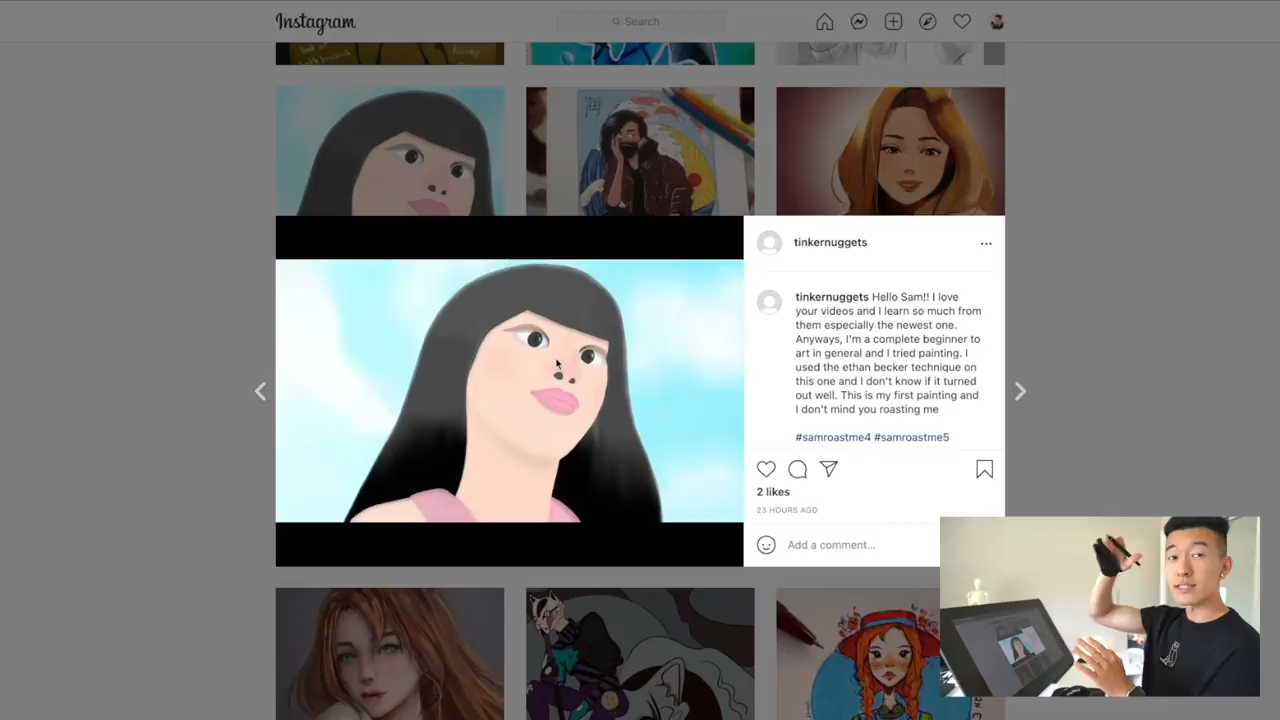 Instagram
Search
tinkernuggets
tinkernuggets Hello Sam!! I love
your videos and I learn so much from
them especially the newest one.
Anyways, I'm a complete beginner to
art in general and I tried painting. I
used the ethan becker technique on
this one and I don't know if it turned
out well. This is my first painting and
I don't mind you roasting me
#samroastme4 #samroastme5
2 likes
23 HOURS AGO
Add a comment...